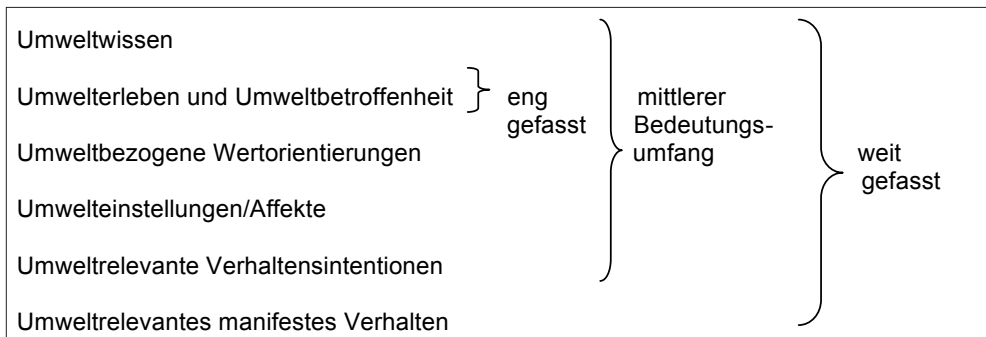 Umweltwissen
Umwelterleben und Umweltbetroffenheit
eng
gefasst
mittlerer
Bedeutungs-
umfang
weit
gefasst
Umweltbezogene Wertorientierungen
Umwelteinstellungen/Affekte
Umweltrelevante Verhaltensintentionen
Umweltrelevantes manifestes Verhalten